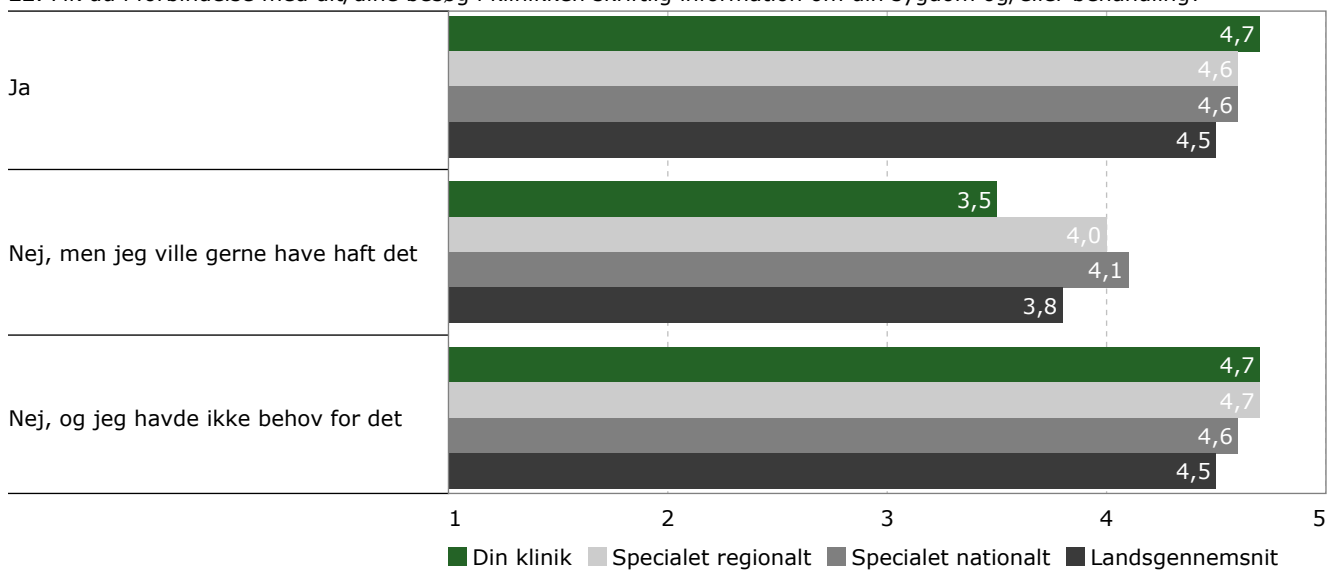 Ja
4,7
4,6
4,6
4,5
Nej, men jeg ville gerne have haft det
3,5
4,0
4,1
3,8
Nej, og jeg havde ikke behov for det
4,7
4,7
4,6
4,5
1 2 3 4 5
Din klinik Specialet regionalt Specialet nationalt Landsgennemsnit